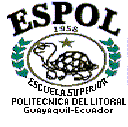 ESPOL
1958
ESCUELA SUPERIOR
POLITECNICA DEL LITORAL
Guayaquil-Ecuador